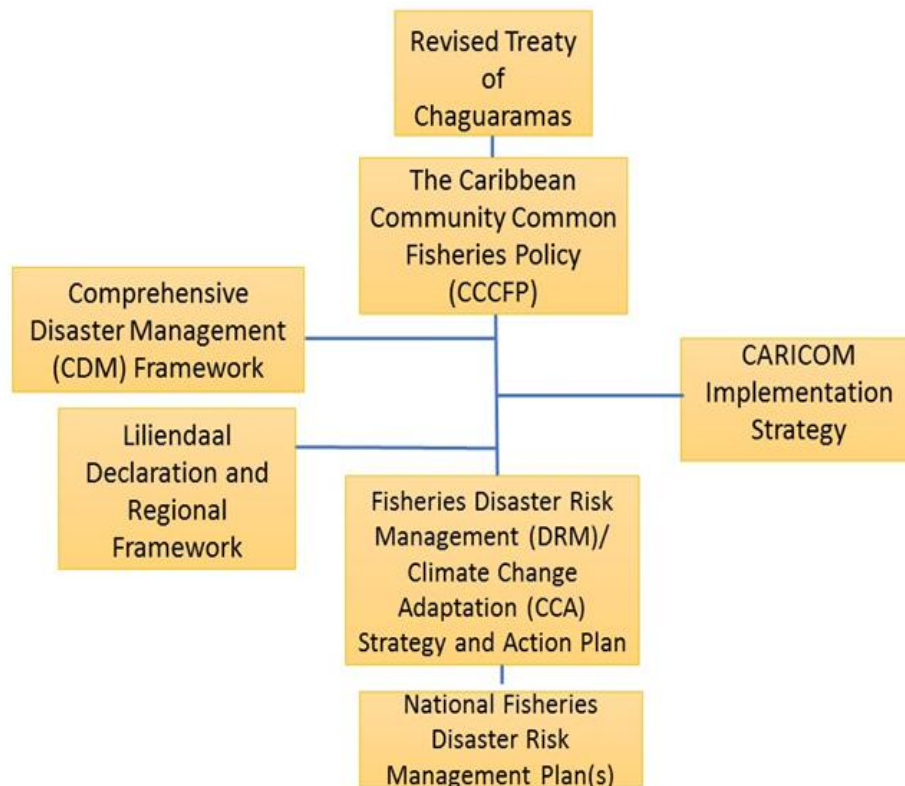 Revised Treaty
of
Chaguaramas
The Caribbean
Community Common
Fisheries Policy
(CCCFP)
Comprehensive
Disaster Management
(CDM) Framework
CARICOM
Implementation
Strategy
Liliendaal
Declaration and
Regional
Framework
Fisheries Disaster Risk
Management (DRM)/
Climate Change
Adaptation (CCA)
Strategy and Action Plan
National Fisheries
Disaster Risk
Management Plan(s)